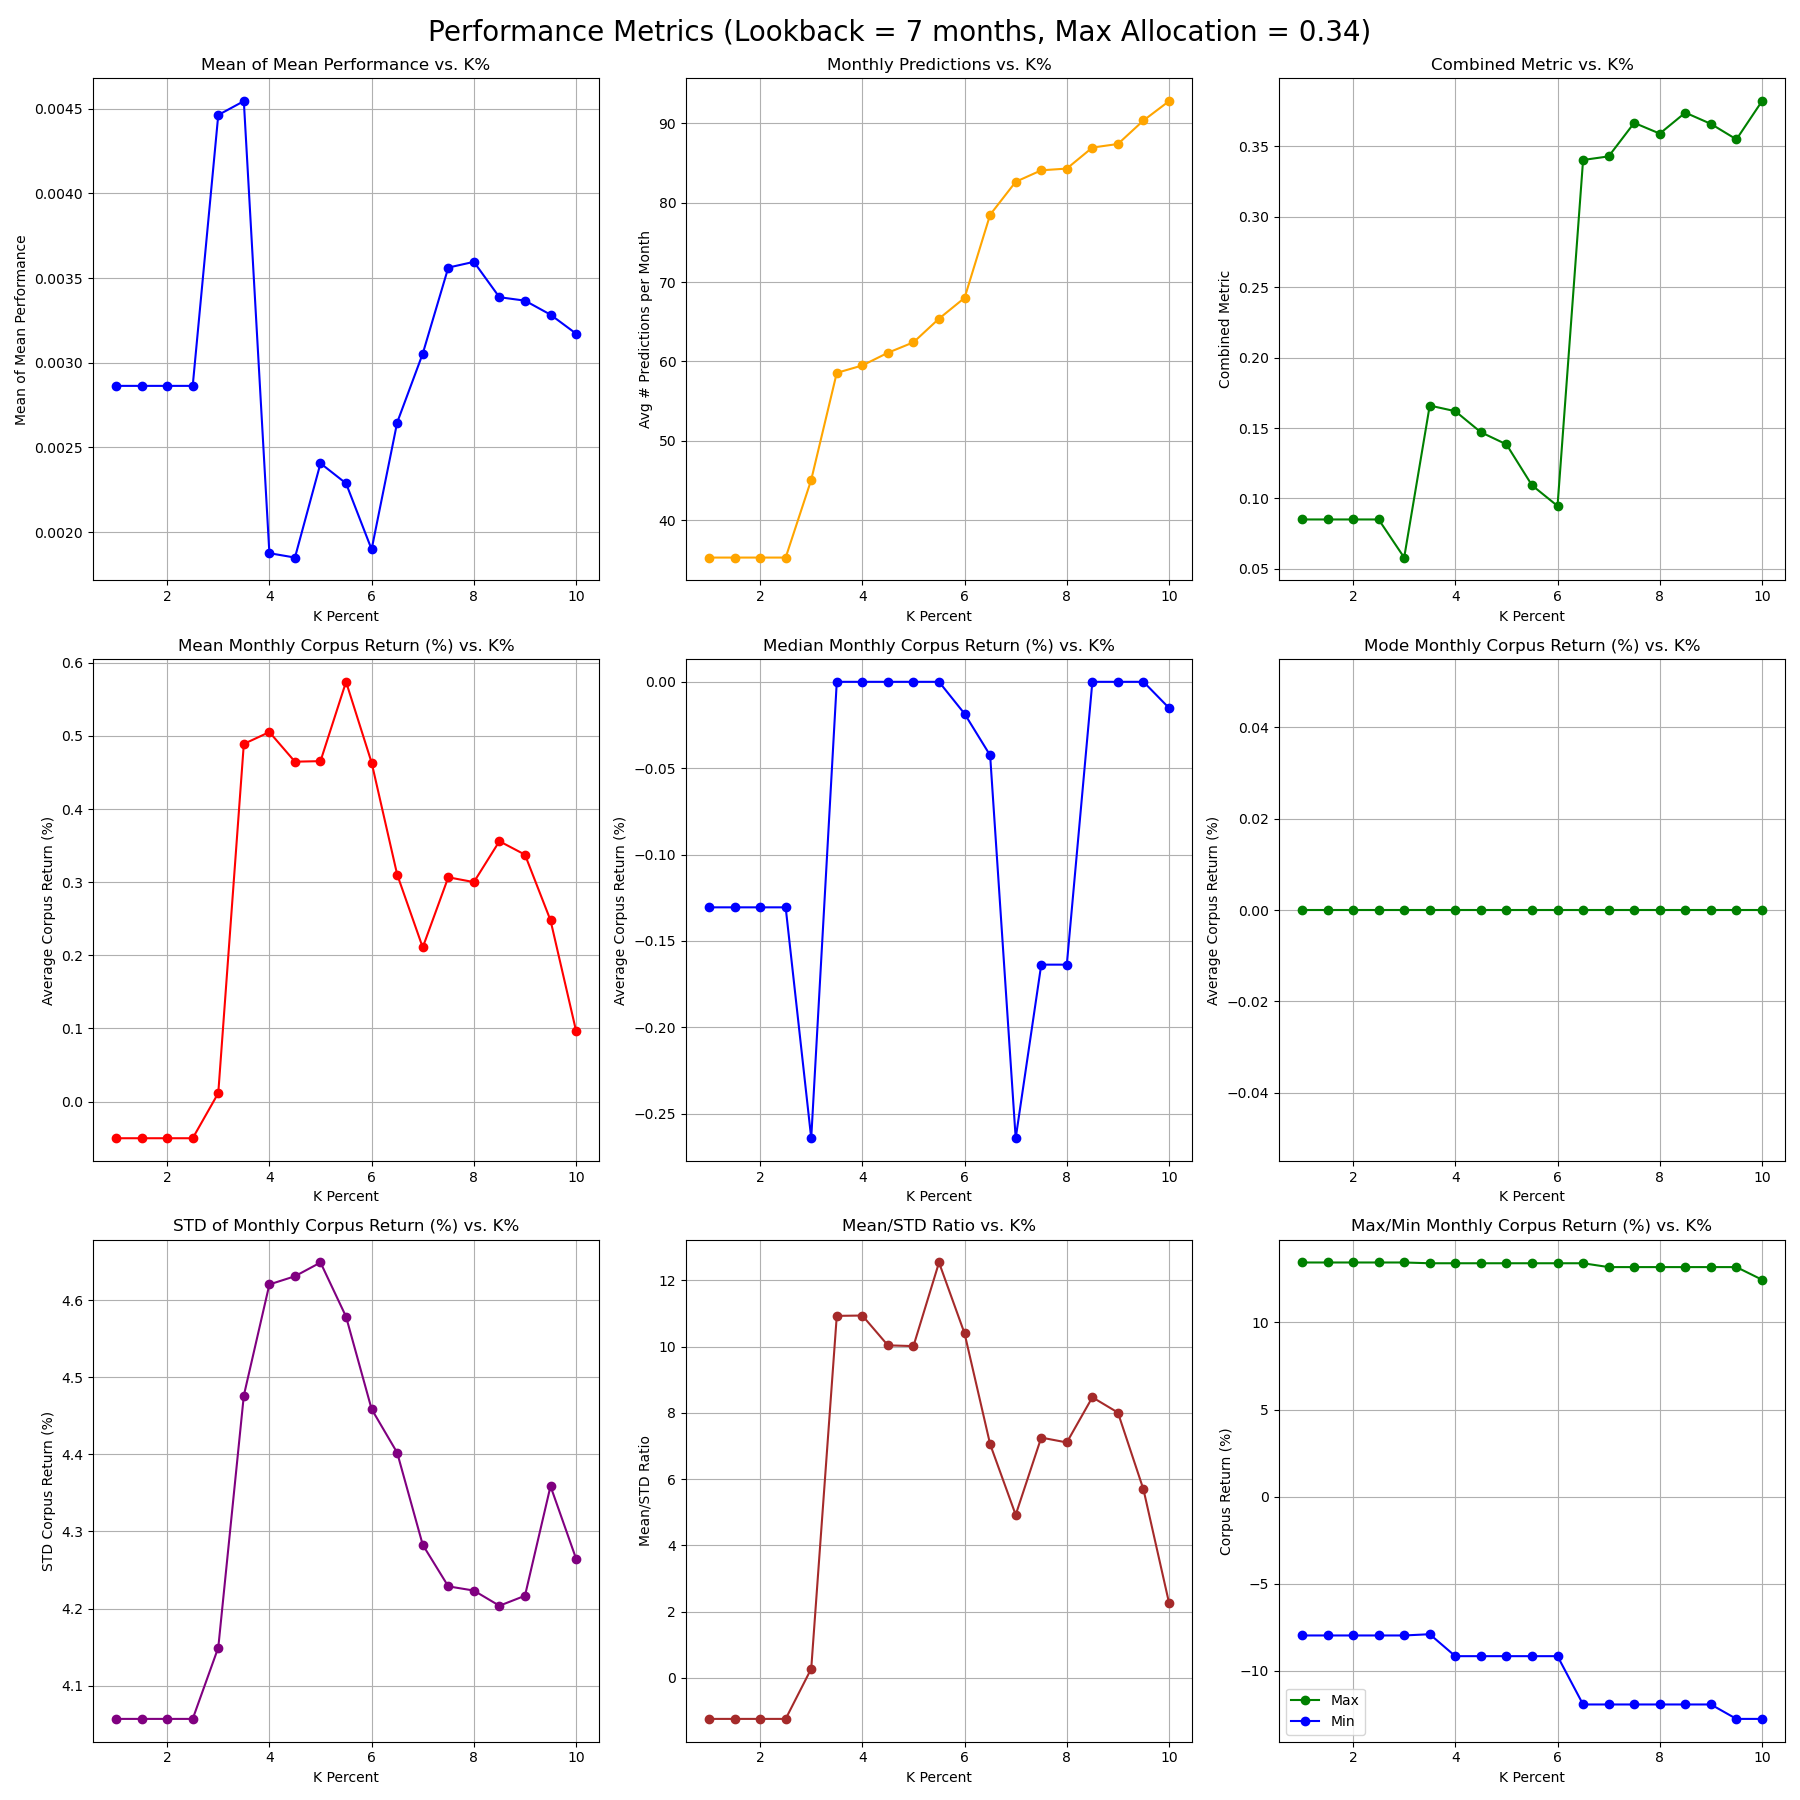 Performance Metrics (Lookback = 7 months, Max Allocation = 0.34)
Mean of Mean Performance vs. K%
Mean of Mean Performance
0.0045
0.0040
0.0035
0.0030
0.0025
0.0020
2 4 6 8 10
K Percent
Monthly Predictions vs. K%
Avg # Predictions per Month
90
80
70
60
50
40
2 4 6 8 10
K Percent
Combined Metric vs. K%
Combined Metric
0.35
0.30
0.25
0.20
0.15
0.10
0.05
2 4 6 8 10
K Percent
Mean Monthly Corpus Return (%) vs. K%
Average Corpus Return (%)
0.6
0.5
0.4
0.3
0.2
0.1
0.0
2 4 6 8 10
K Percent
Median Monthly Corpus Return (%) vs. K%
Average Corpus Return (%)
0.00
−0.05
−0.10
−0.15
−0.20
−0.25
2 4 6 8 10
K Percent
Mode Monthly Corpus Return (%) vs. K%
Average Corpus Return (%)
0.04
0.02
0.00
−0.02
−0.04
2 4 6 8 10
K Percent
STD of Monthly Corpus Return (%) vs. K%
STD Corpus Return (%)
4.6
4.5
4.4
4.3
4.2
4.1
2 4 6 8 10
K Percent
Mean/STD Ratio vs. K%
Mean/STD Ratio
12
10
8
6
4
2
0
2 4 6 8 10
K Percent
Max/Min Monthly Corpus Return (%) vs. K%
Corpus Return (%)
10
5
0
−5
−10
Max
Min
2 4 6 8 10
K Percent